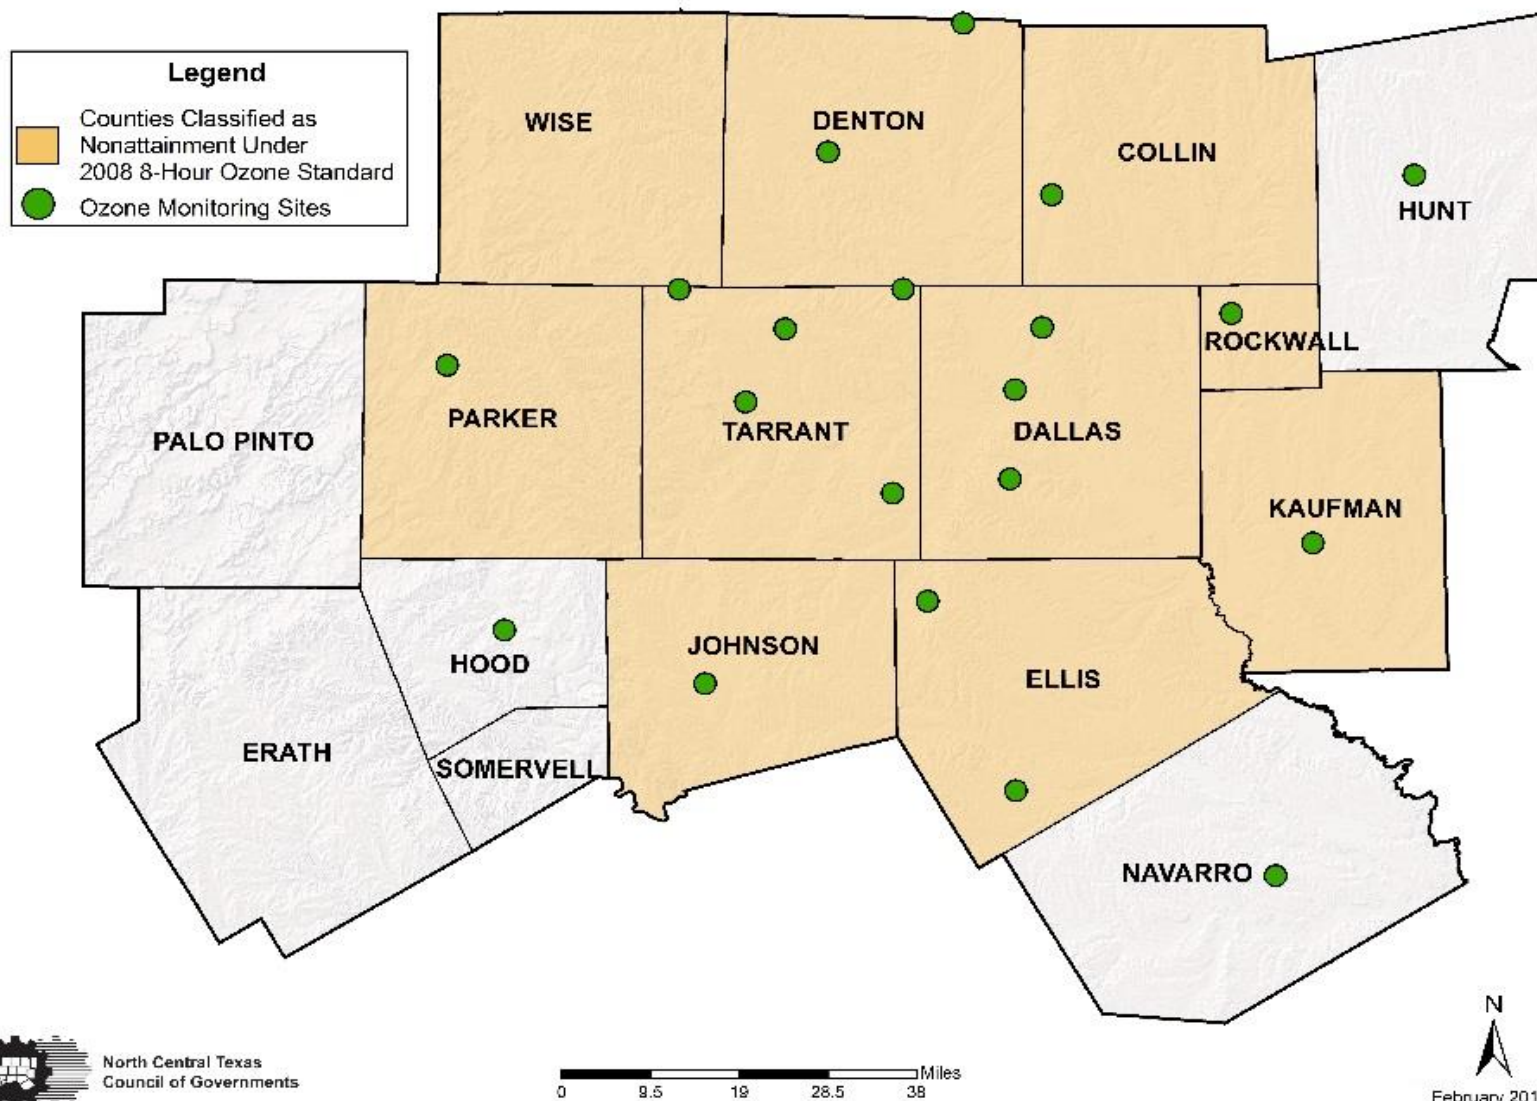 Legend
Counties Classified as
Nonattainment Under
2008 8-Hour Ozone Standard
Ozone Monitoring Sites
WISE
DENTON
COLLIN
HUNT
ROCKWALL
PARKER
TARRANT
DALLAS
PALO PINTO
KAUFMAN
HOOD
JOHNSON
ELLIS
ERATH
SOMERVELL
NAVARRO
N
North Central Texas
Council of Governments
Miles
0 9.5 19 28.5 38
February 201